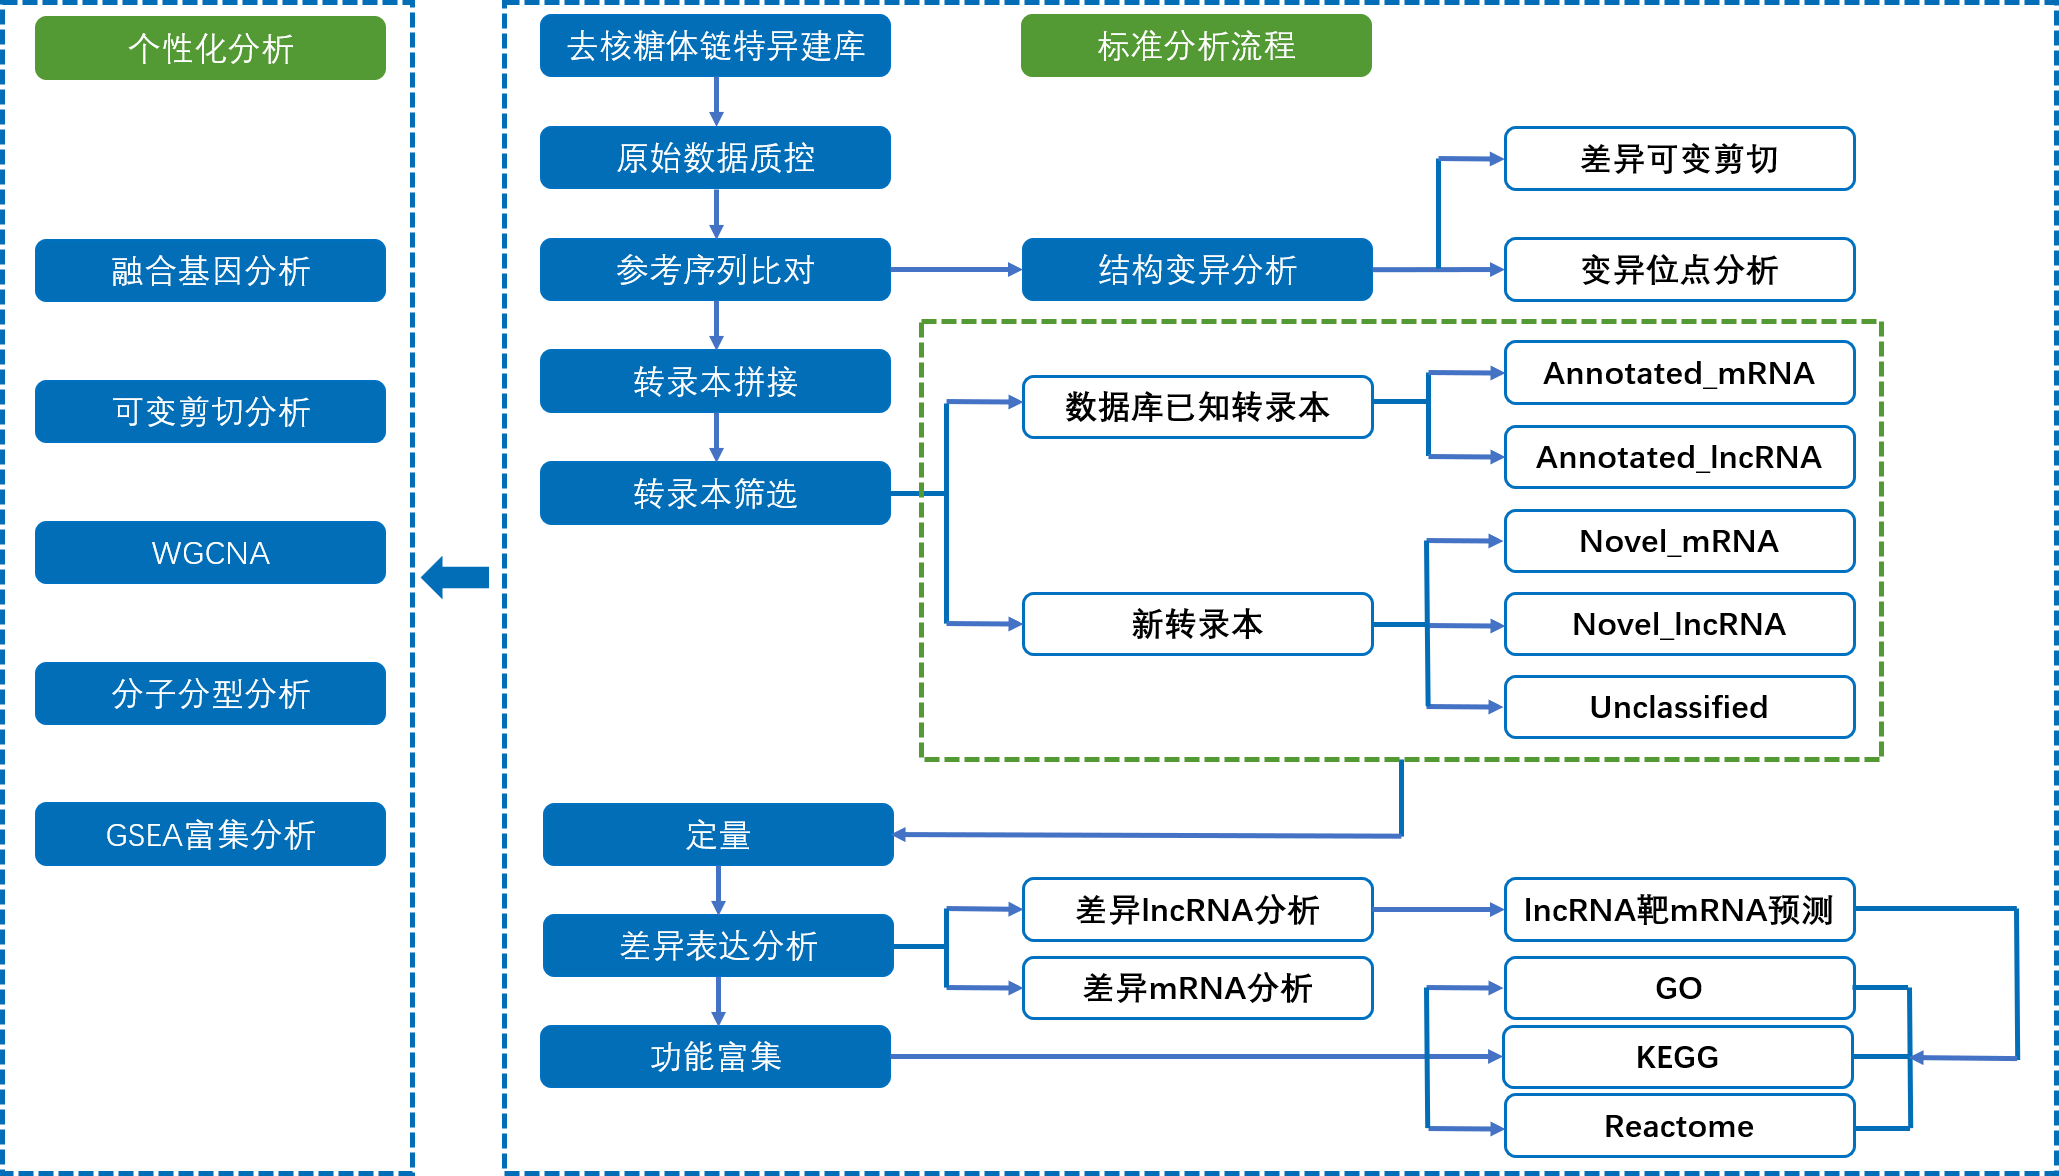 个性化分析
融合基因分析
可变剪切分析
WGCNA
分子分型分析
GSEA富集分析
去核糖体链特异建库
标准分析流程
原始数据质控
差异可变剪切
参考序列比对
结构变异分析
变异位点分析
转录本拼接
数据库已知转录本
Annotated_mRNA
Annotated_lncRNA
转录本筛选
Novel_mRNA
新转录本
Novel_lncRNA
Unclassified
定量
差异lncRNA分析
lncRNA靶mRNA预测
差异表达分析
差异mRNA分析
GO
功能富集
KEGG
Reactome